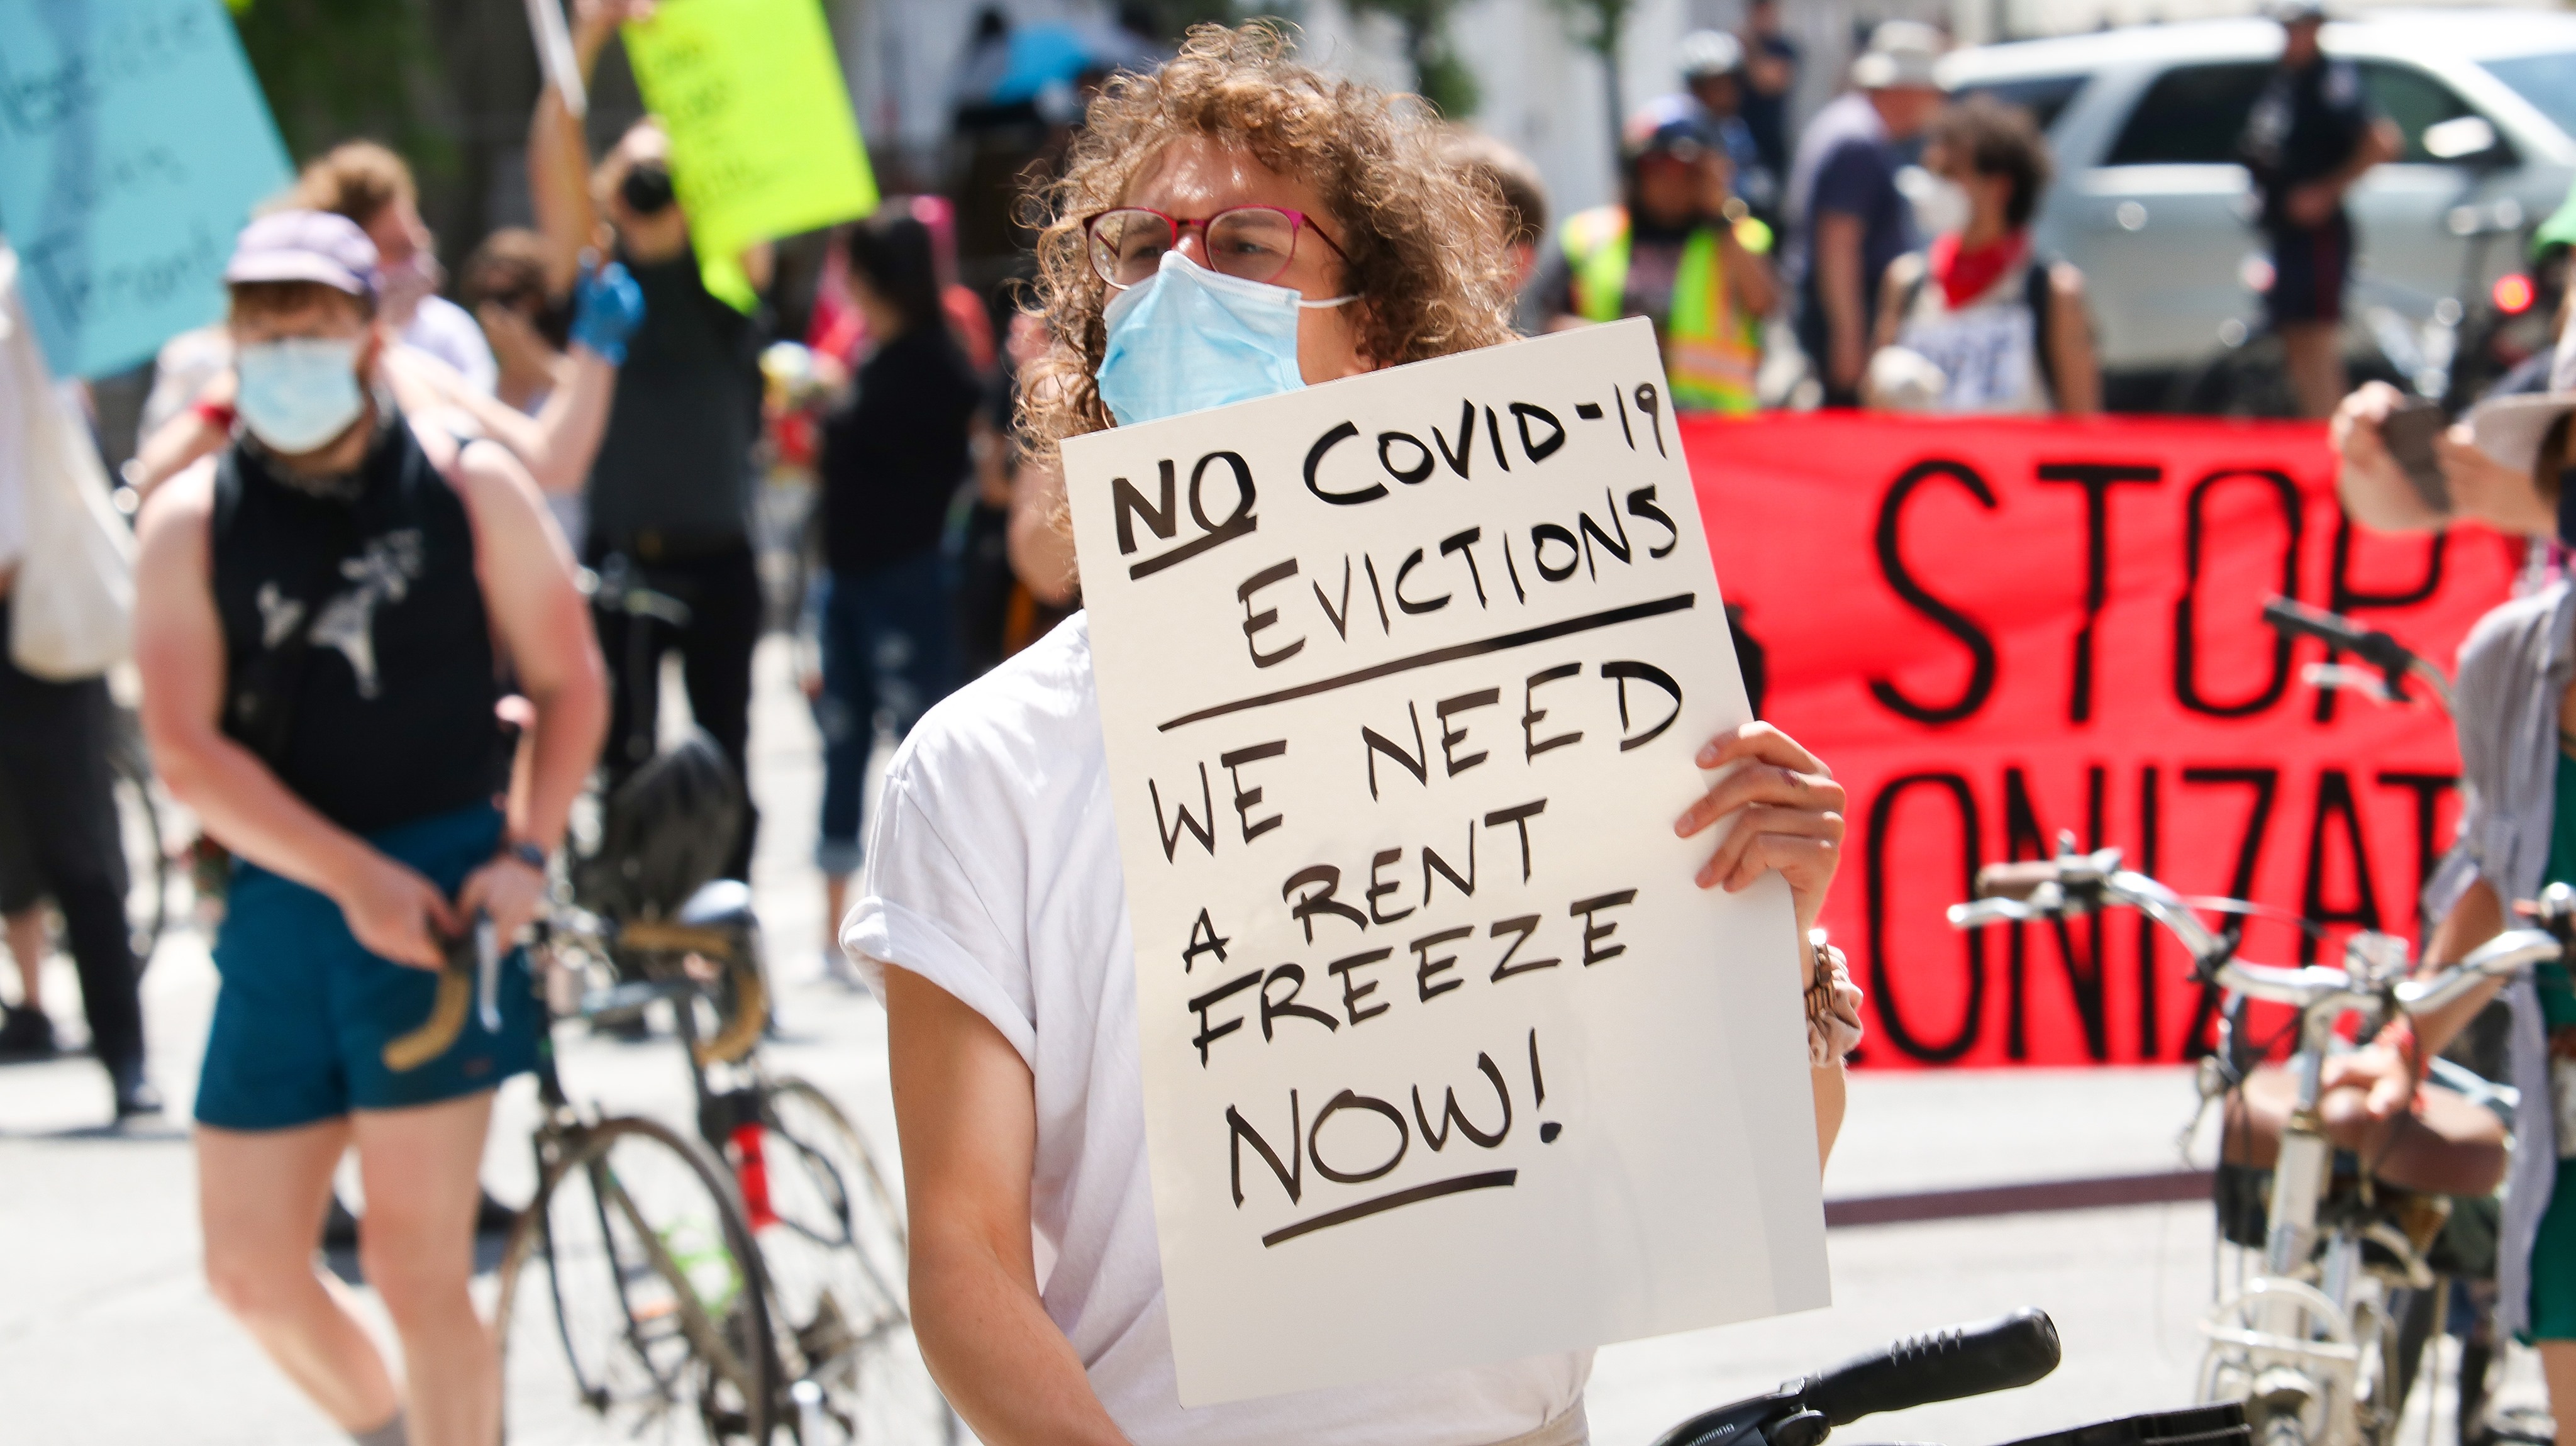 NO COVID-19
EVICTIONS
WE NEED
A RENT
FREEZE
NOW!
STOP
ONIZAT